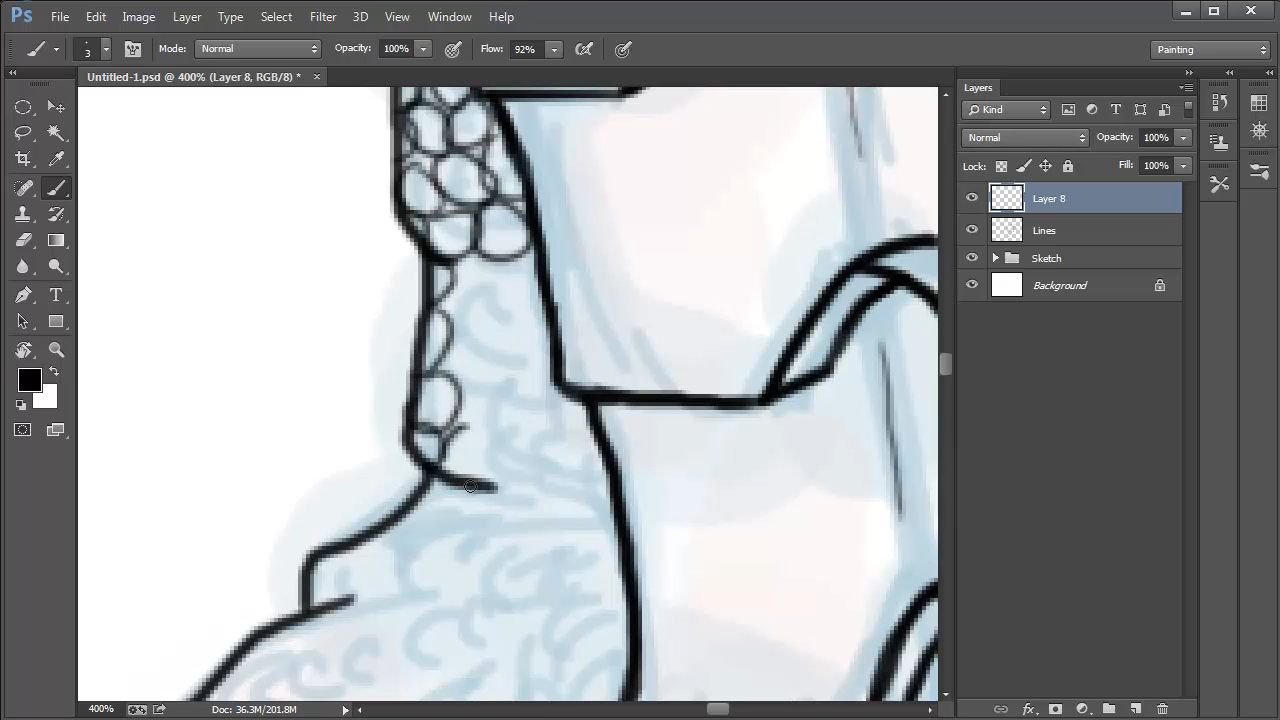 Ps File Edit Image Layer Type Select Filter 3D View Window Help
3 Mode: Normal Opacity: 100% Flow: 92% Painting
Untitled-1.psd @ 400% (Layer 8, RGB/8) * ×
Layers
Kind
Normal Opacity: 100%
Lock: Fill: 100%
Layer 8
Lines
Sketch
Background
T
400% Doc: 36.3M/201.8M
fx